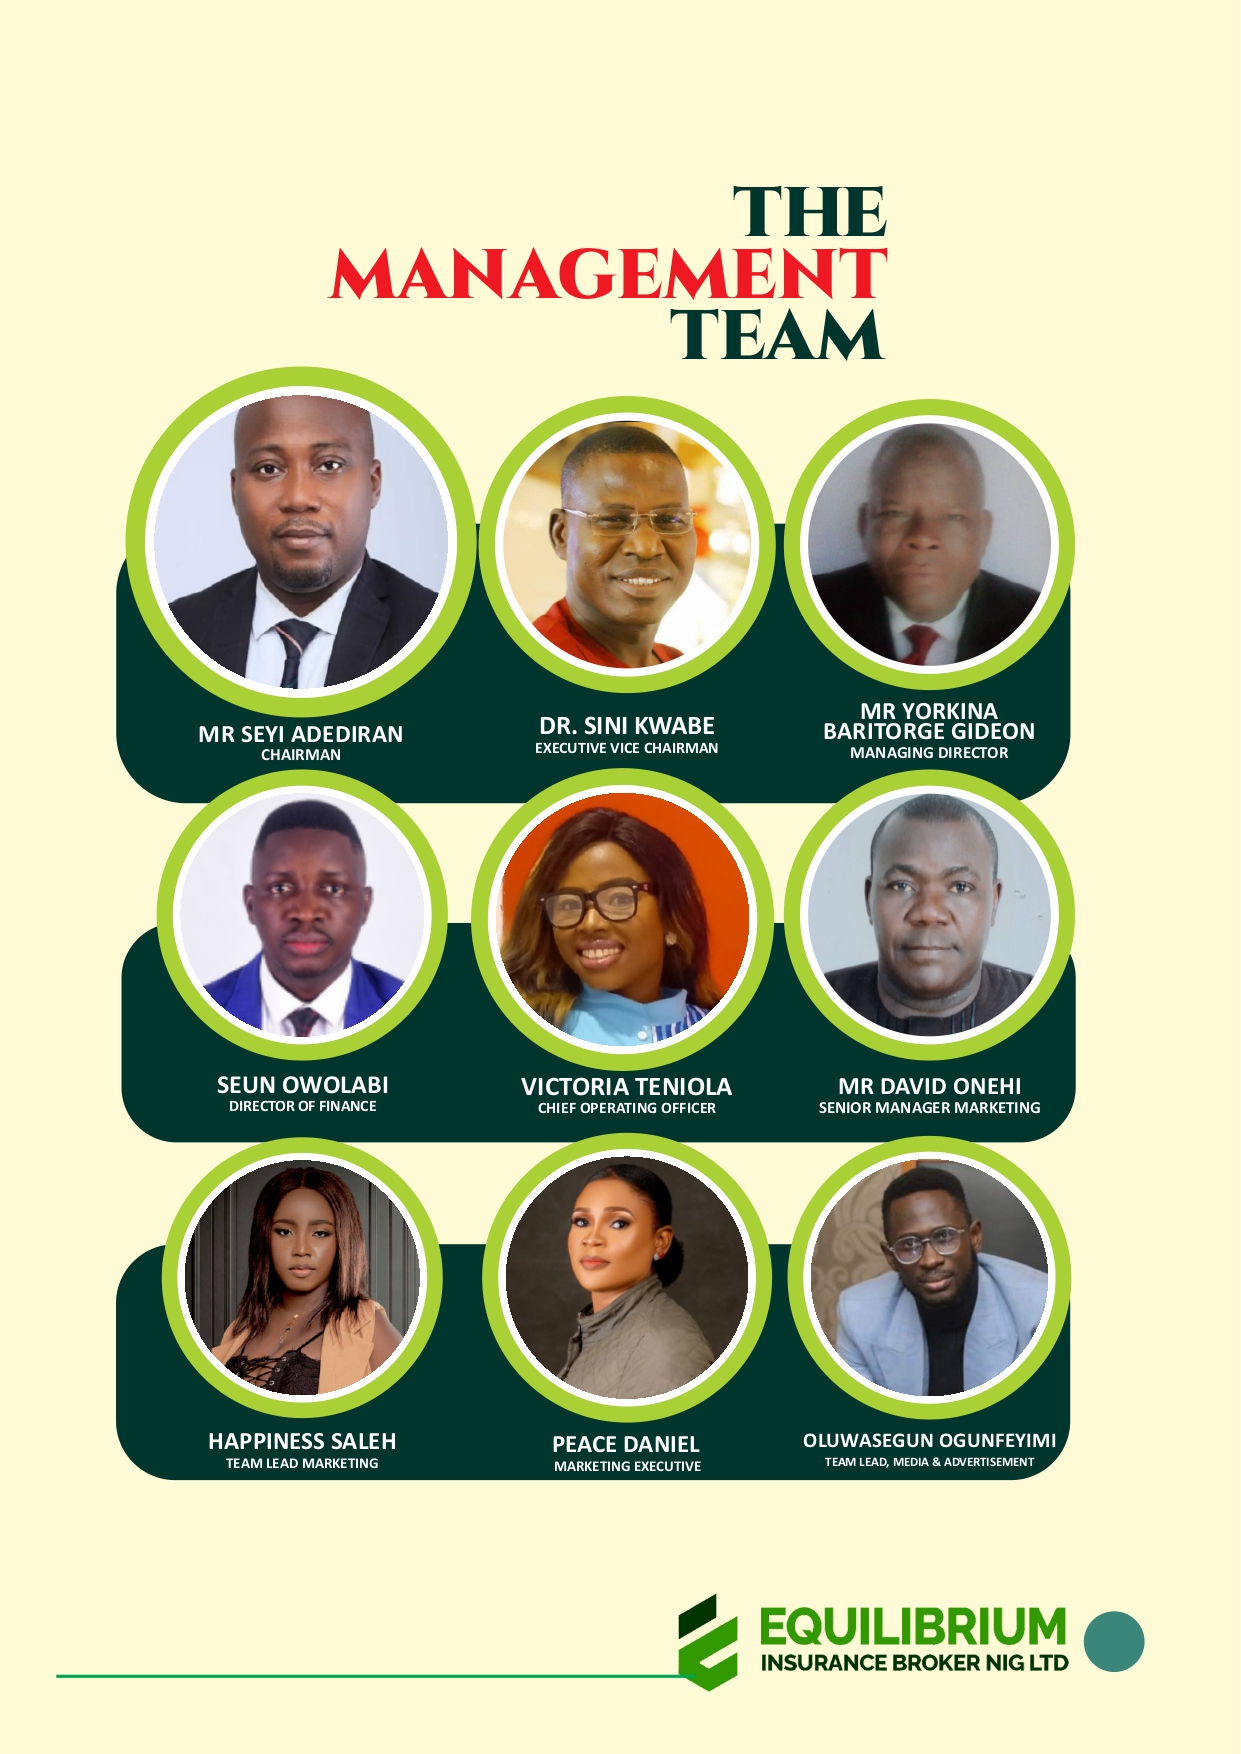 THE
MANAGEMENT
TEAM
MR SEYI ADEDIRAN
CHAIRMAN
DR. SINI KWABE
EXECUTIVE VICE CHAIRMAN
MR YORKINA
BARITORGE GIDEON
MANAGING DIRECTOR
SEUN OWOLABI
DIRECTOR OF FINANCE
VICTORIA TENIOLA
CHIEF OPERATING OFFICER
MR DAVID ONEHI
SENIOR MANAGER MARKETING
HAPPINESS SALEH
TEAM LEAD MARKETING
PEACE DANIEL
MARKETING EXECUTIVE
OLUWASEGUN OGUNFEYIMI
TEAM LEAD, MEDIA & ADVERTISEMENT
EQUILIBRIUM
INSURANCE BROKER NIG LTD